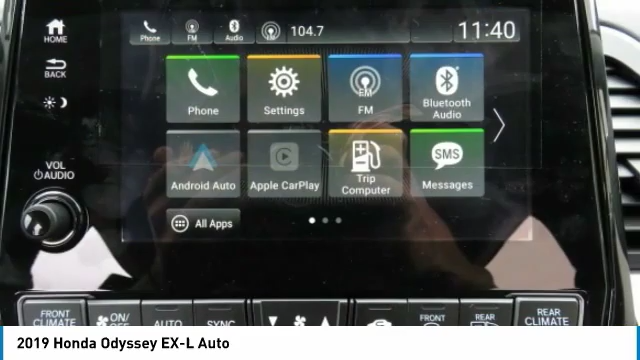 HOME
Phone FM Audio FM 104.7 11:40
BACK
Phone Settings FM Bluetooth Audio
VOL
AUDIO
Android Auto Apple CarPlay Trip Computer SMS Messages
All Apps
FRONT CLIMATE ON/OFF AUTO SYNC FRONT REAR REAR CLIMATE
2019 Honda Odyssey EX-L Auto